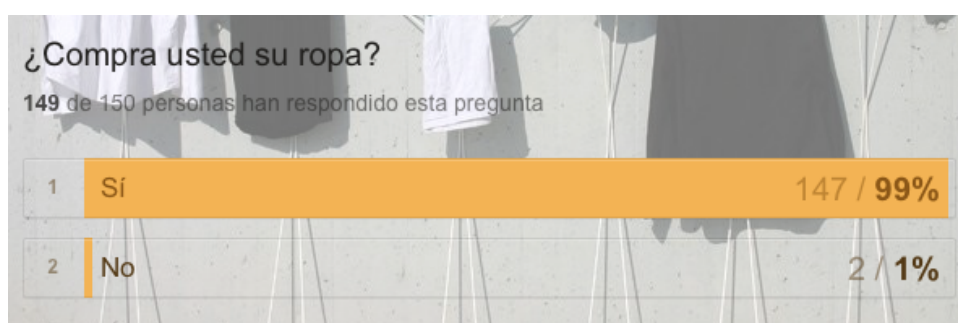 ¿Compra usted su ropa?
149 de 150 personas han respondido esta pregunta
1 Sí 147 / 99%
2 No 2 / 1%